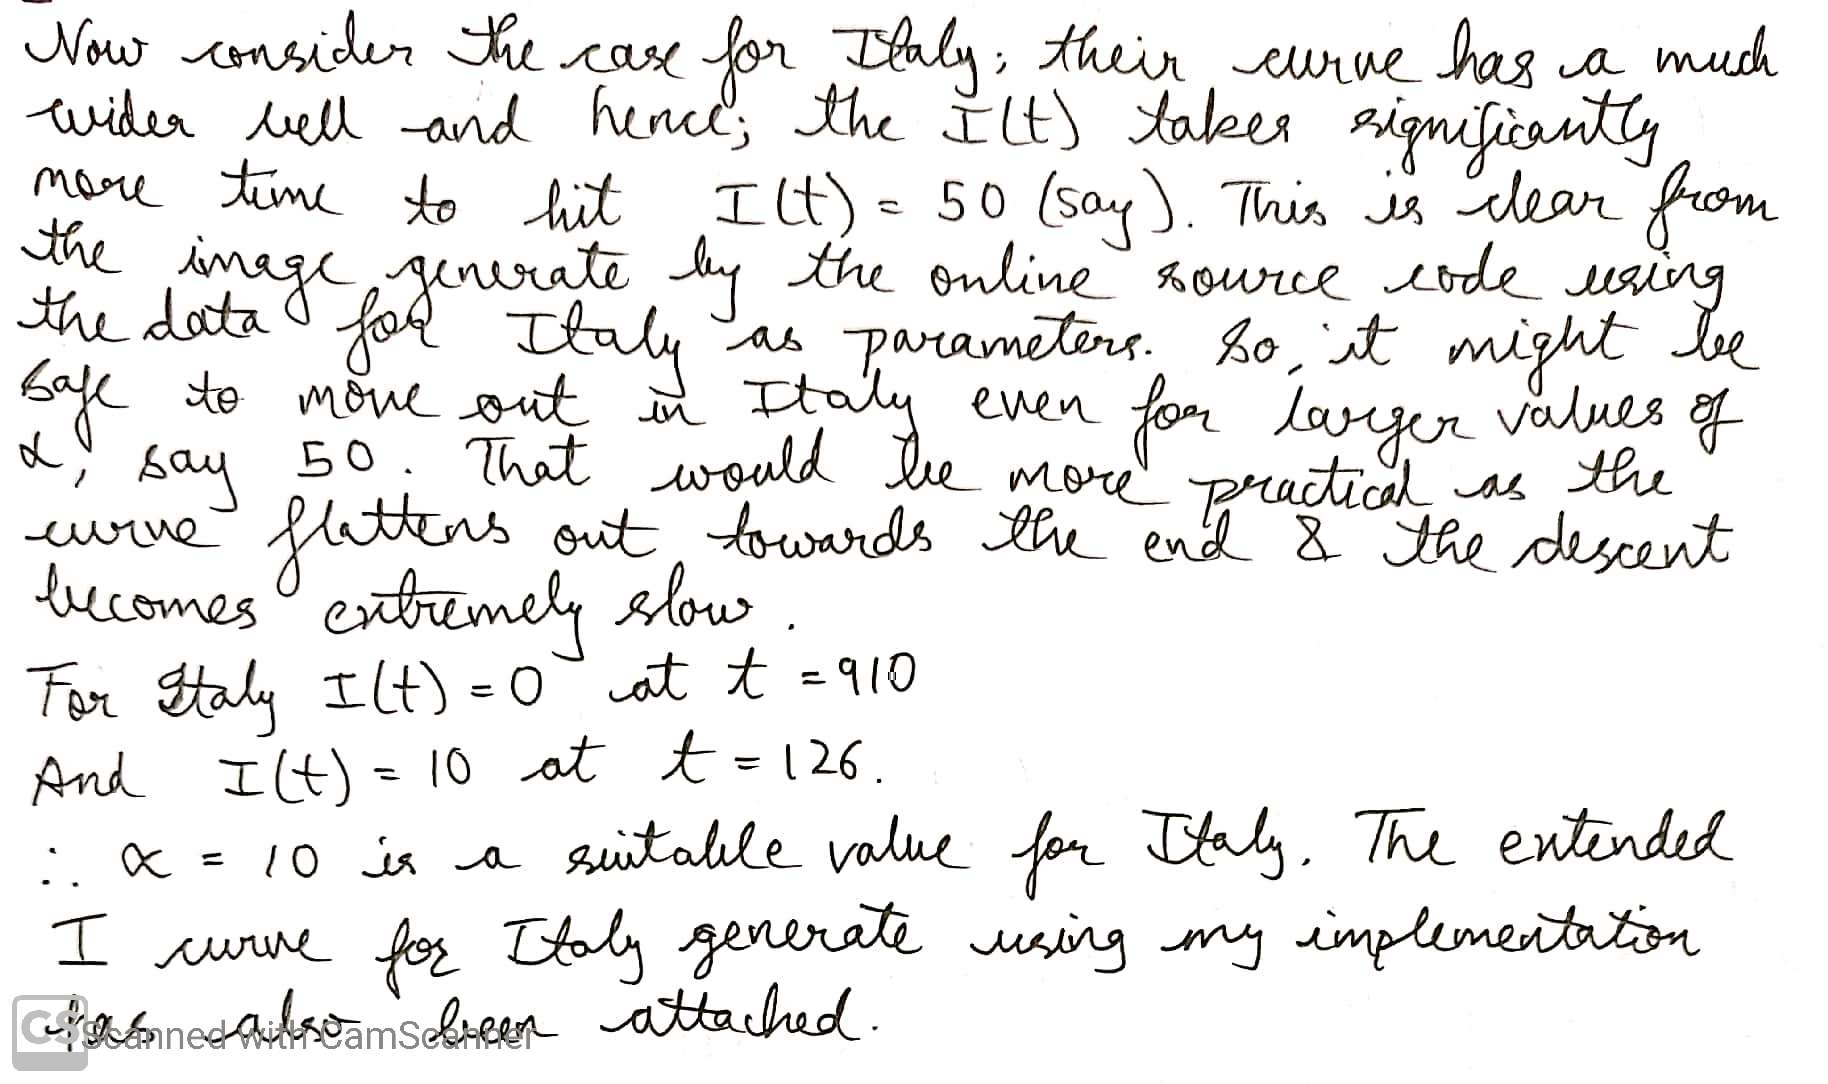 Now consider the case for Italy; their curve has a much
wider bell and hence; the I(t) takes significantly
more time to hit I(t) = 50 (say). This is clear from
the image generate by the online source code using
the data for Italy as parameters. So, it might be
safe to move out in Italy even for larger values of
α, say 50. That would be more practical as the
curve flattens out towards the end & the descent
becomes extremely slow.
For Italy I(t) = 0 at t = 910
And I(t) = 10 at t = 126.
∴ α = 10 is a suitable value for Italy. The extended
I curve for Italy generate using my implementation
has also been attached.
CS Scanned with CamScanner